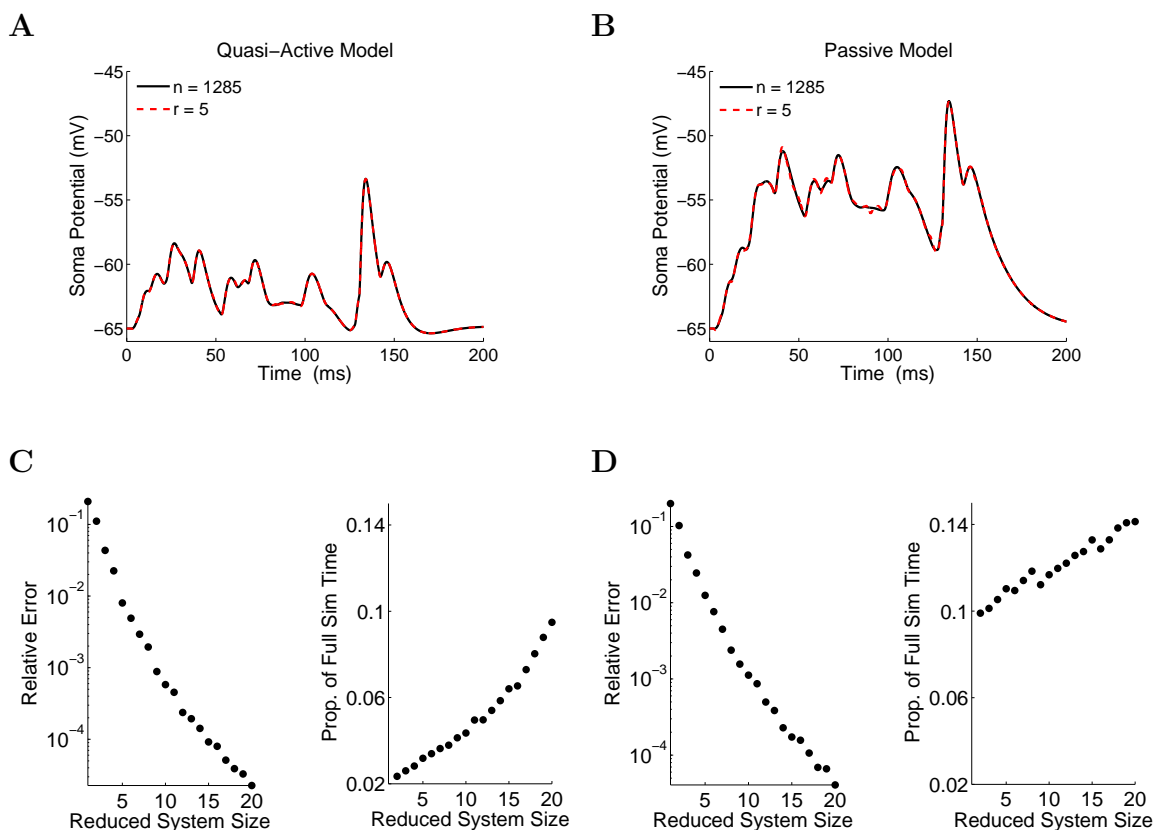 A
Quasi−Active Model
n = 1285
r = 5
−45
−50
−55
−60
−65
Soma Potential (mV)
0
50
100
150
200
Time (ms)
B
Passive Model
n = 1285
r = 5
−45
−50
−55
−60
−65
Soma Potential (mV)
0
50
100
150
200
Time (ms)
C
10−1
10−2
10−3
10−4
Relative Error
5
10
15
20
Reduced System Size
0.14
0.1
0.06
0.02
Prop. of Full Sim Time
5
10
15
20
Reduced System Size
D
10−1
10−2
10−3
10−4
Relative Error
5
10
15
20
Reduced System Size
0.14
0.1
0.06
0.02
Prop. of Full Sim Time
5
10
15
20
Reduced System Size